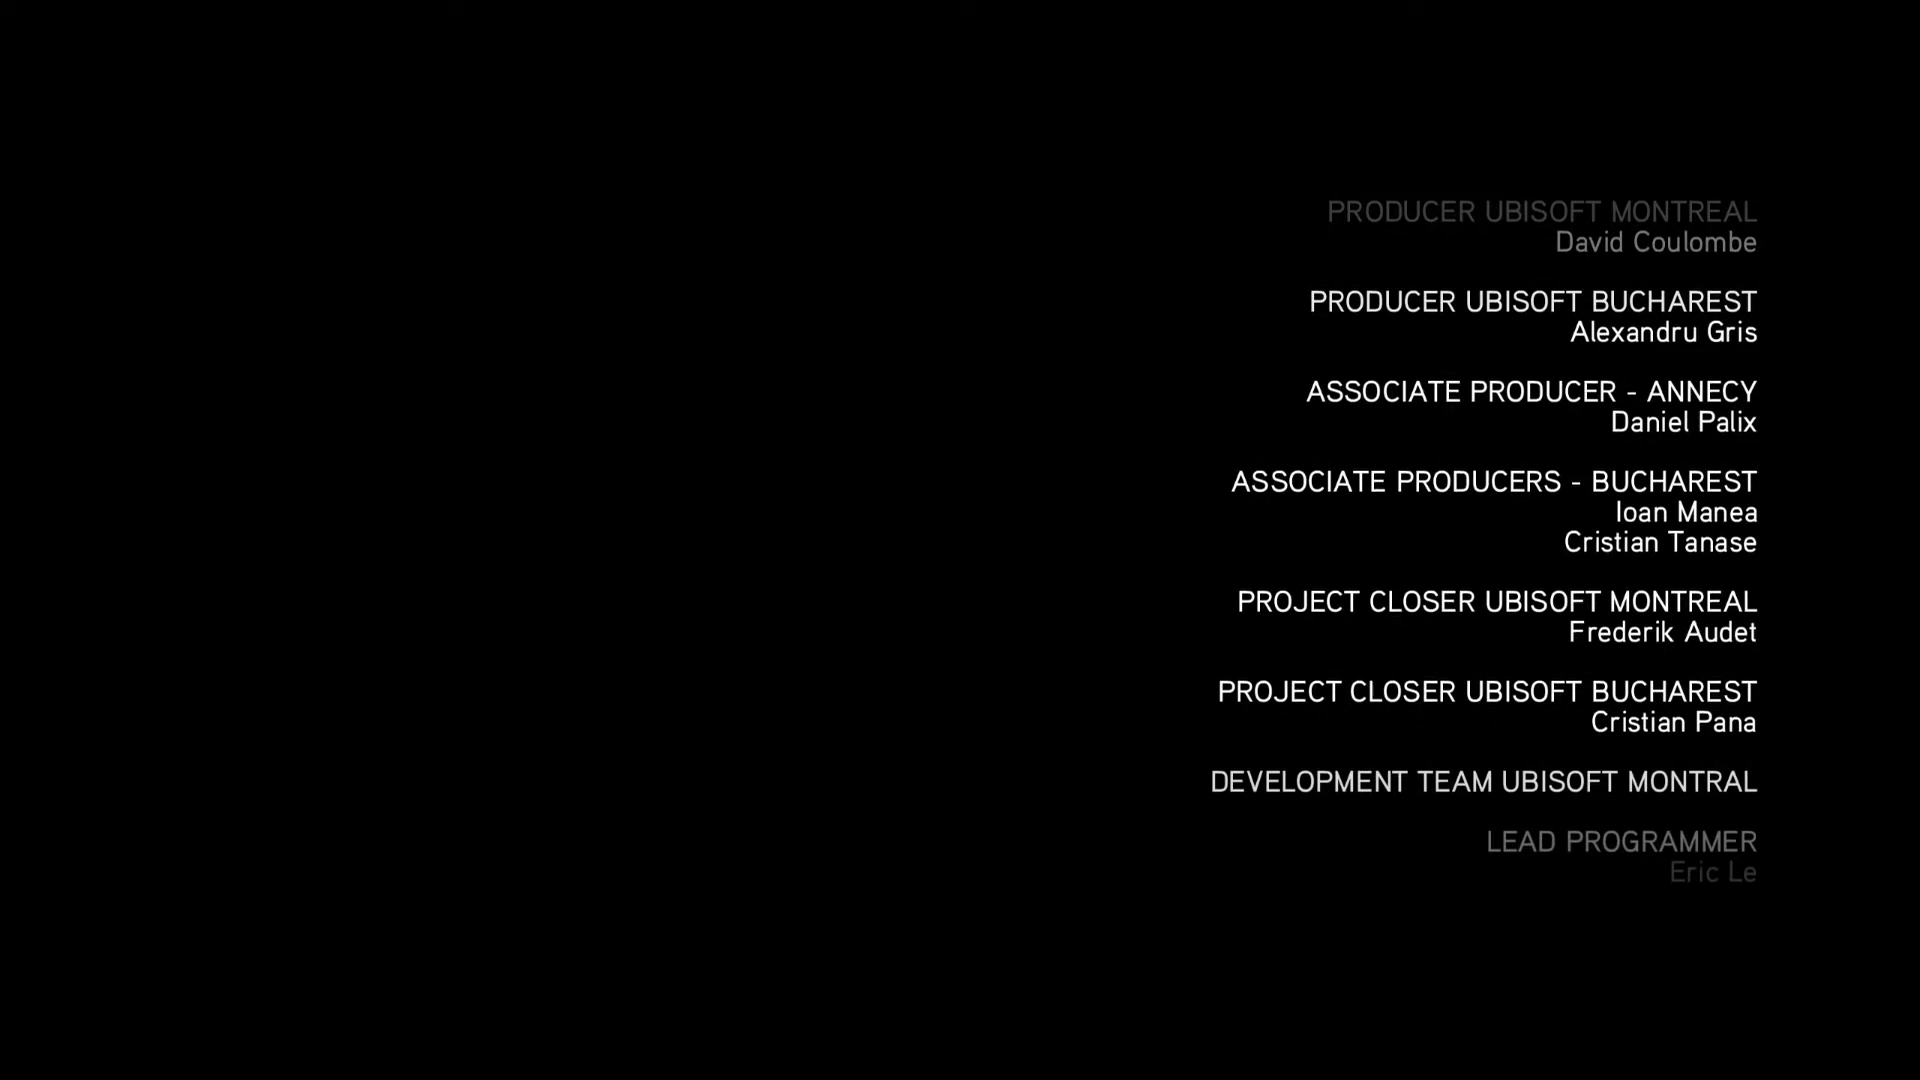 PRODUCER UBISOFT MONTREAL
David Coulombe
PRODUCER UBISOFT BUCHAREST
Alexandru Gris
ASSOCIATE PRODUCER - ANNECY
Daniel Palix
ASSOCIATE PRODUCERS - BUCHAREST
Ioan Manea
Cristian Tanase
PROJECT CLOSER UBISOFT MONTREAL
Frederik Audet
PROJECT CLOSER UBISOFT BUCHAREST
Cristian Pana
DEVELOPMENT TEAM UBISOFT MONTRAL
LEAD PROGRAMMER
Eric Le